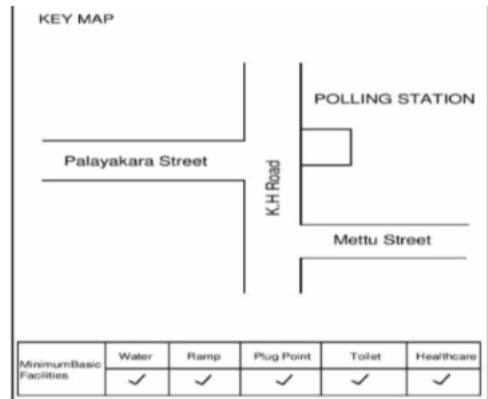 KEY MAP
POLLING STATION
Palayakara Street
K.H Road
Mettu Street
MinimumBasic
Facilities
Water Ramp Plug Point Toilet Healthcare
✓ ✓ ✓ ✓ ✓